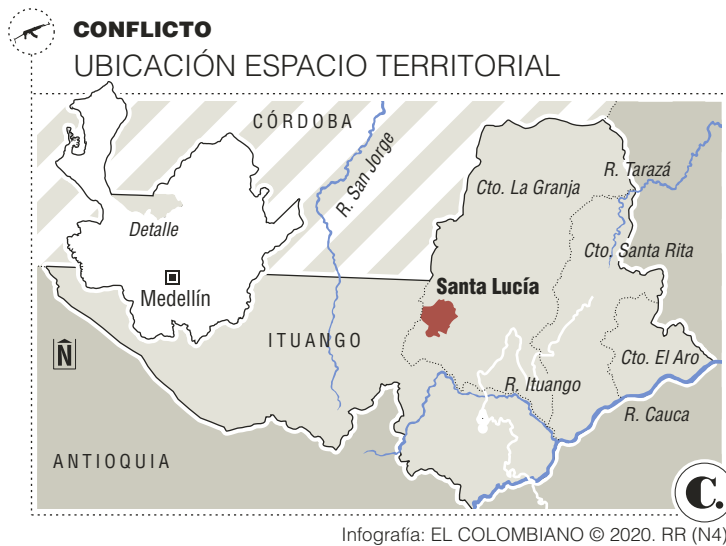 CONFLICTO
UBICACIÓN ESPACIO TERRITORIAL
CÓRDOBA
R. San Jorge
R. Tarazá
Cto. La Granja
Detalle
Cto. Santa Rita
Medellín
Santa Lucía
ITUANGO
N
Cto. El Aro
R. Ituango
R. Cauca
ANTIOQUIA
C.
Infografía: EL COLOMBIANO © 2020. RR (N4)